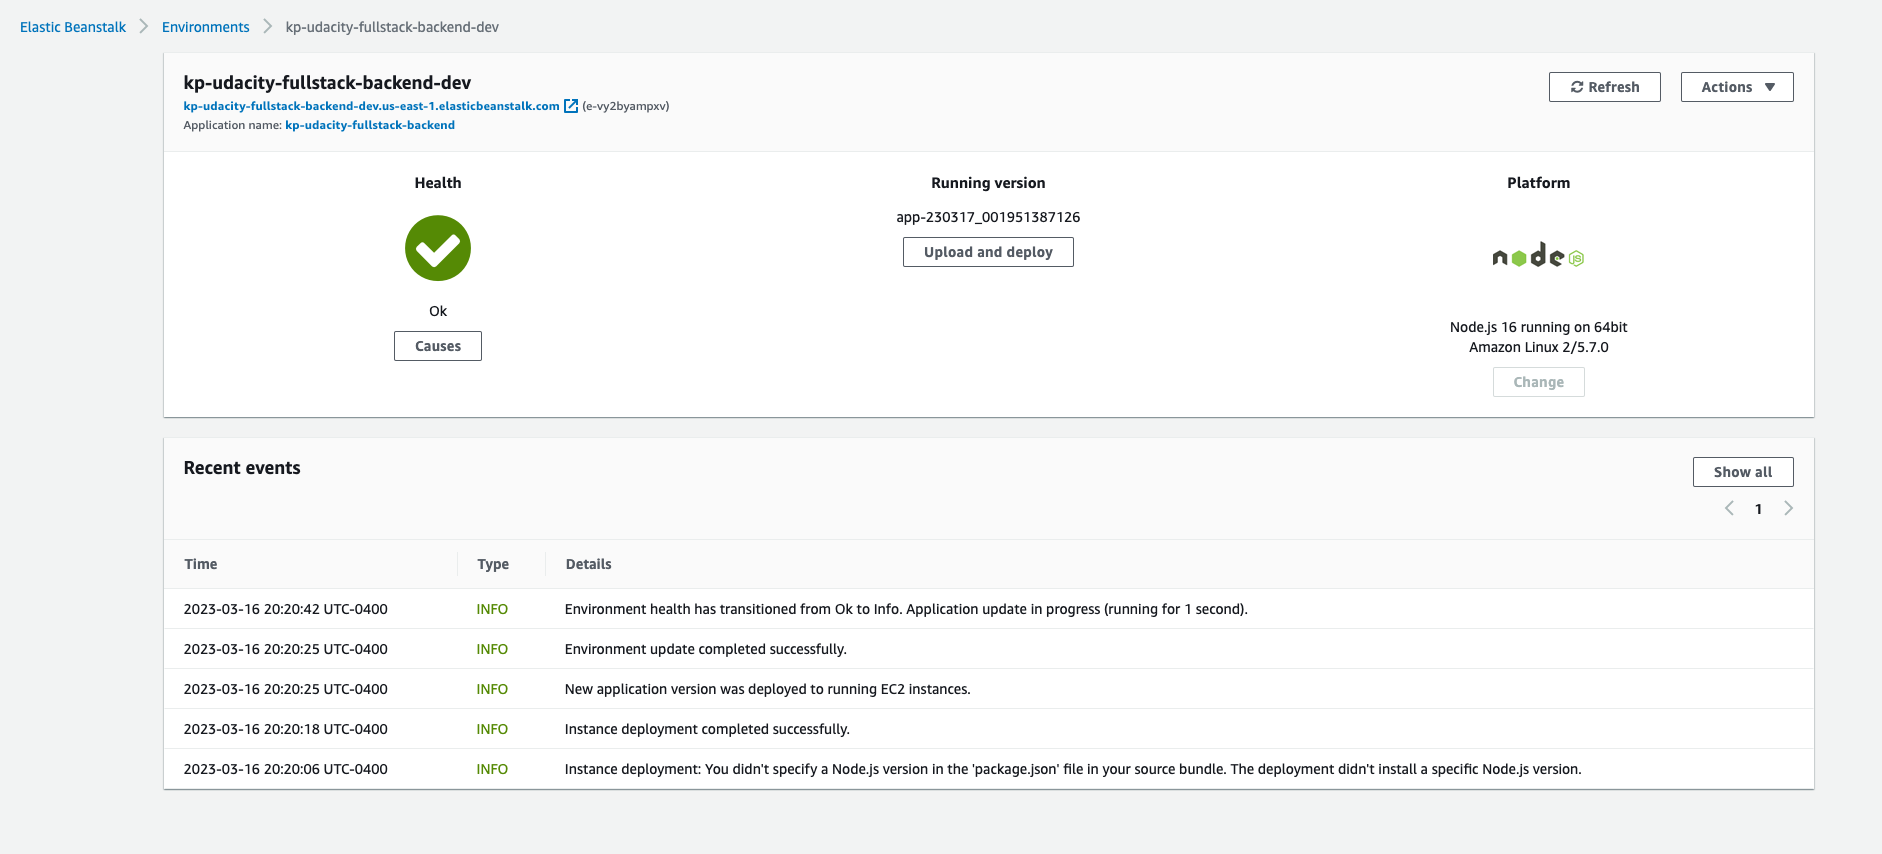 Elastic Beanstalk > Environments > kp-udacity-fullstack-backend-dev
kp-udacity-fullstack-backend-dev
kp-udacity-fullstack-backend-dev.us-east-1.elasticbeanstalk.com (e-vy2byampxv)
Application name: kp-udacity-fullstack-backend
Refresh
Actions
Health
Ok
Causes
Running version
app-230317_001951387126
Upload and deploy
Platform
node JS
Node.js 16 running on 64bit
Amazon Linux 2/5.7.0
Change
Recent events
Show all
1
Time Type Details
2023-03-16 20:20:42 UTC-0400 INFO Environment health has transitioned from Ok to Info. Application update in progress (running for 1 second).
2023-03-16 20:20:25 UTC-0400 INFO Environment update completed successfully.
2023-03-16 20:20:25 UTC-0400 INFO New application version was deployed to running EC2 instances.
2023-03-16 20:20:18 UTC-0400 INFO Instance deployment completed successfully.
2023-03-16 20:20:06 UTC-0400 INFO Instance deployment: You didn't specify a Node.js version in the 'package.json' file in your source bundle. The deployment didn't install a specific Node.js version.